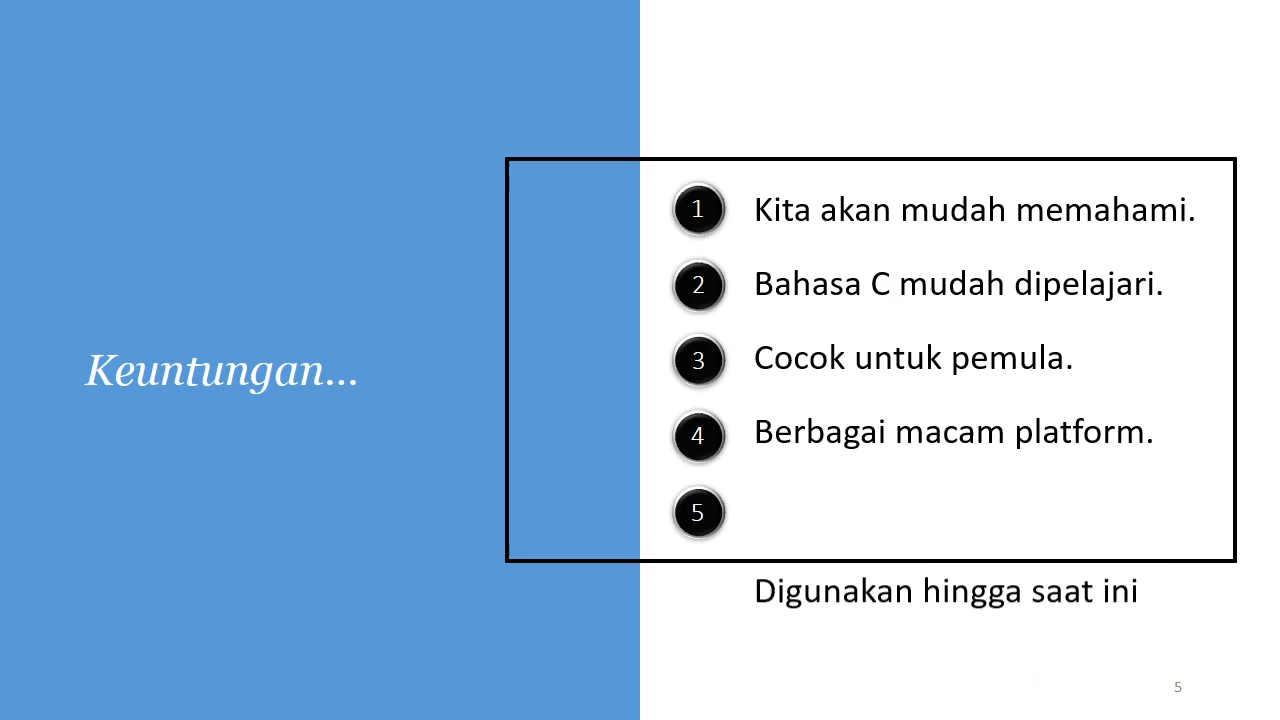 Keuntungan...
1 Kita akan mudah memahami.
2 Bahasa C mudah dipelajari.
3 Cocok untuk pemula.
4 Berbagai macam platform.
5
Digunakan hingga saat ini
5